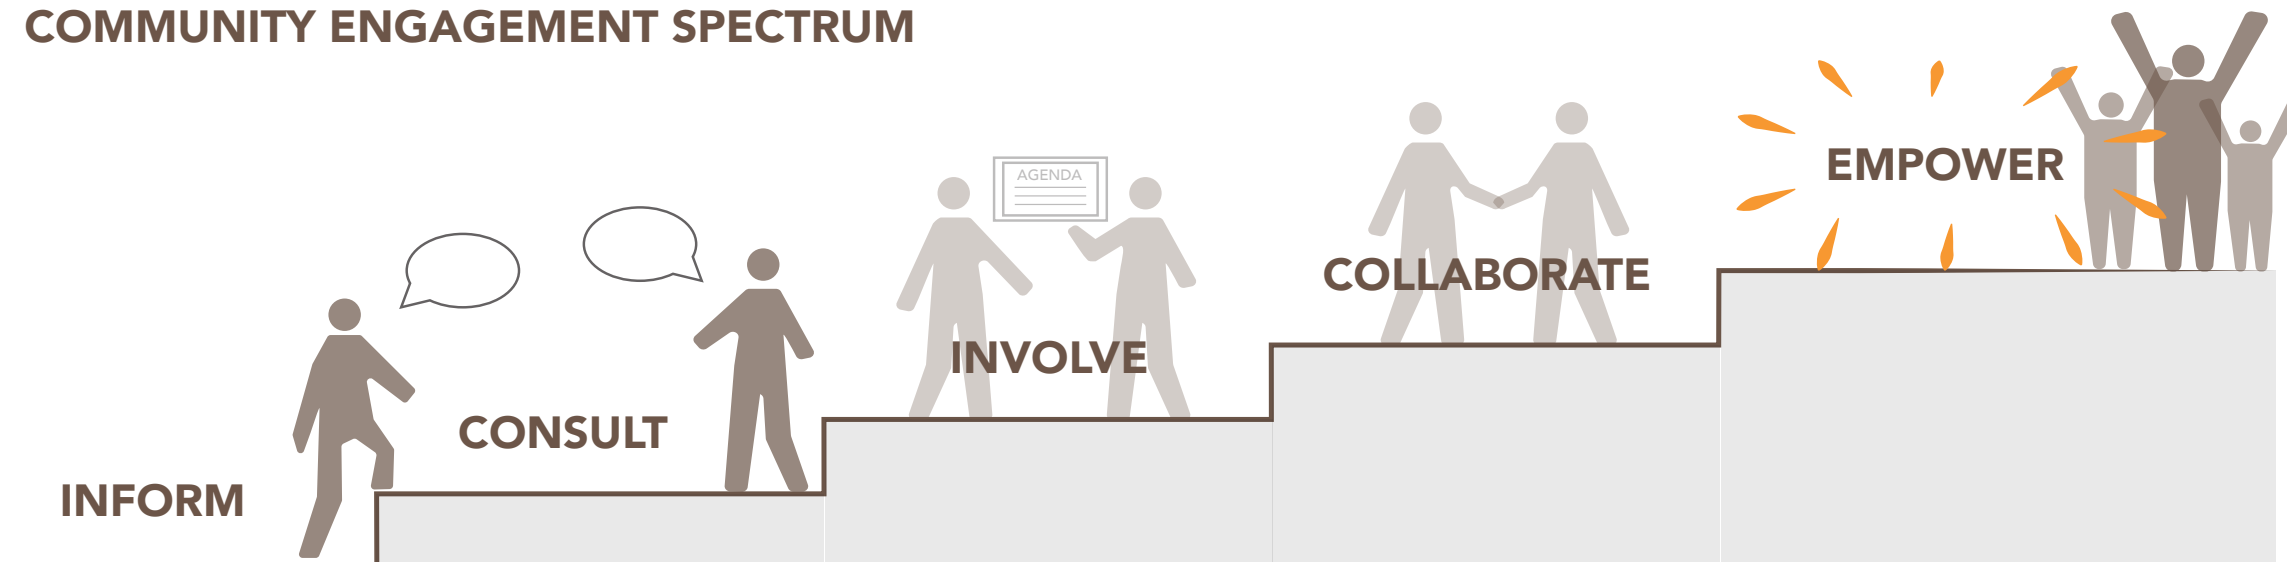 COMMUNITY ENGAGEMENT SPECTRUM
INFORM
CONSULT
AGENDA
INVOLVE
COLLABORATE
EMPOWER